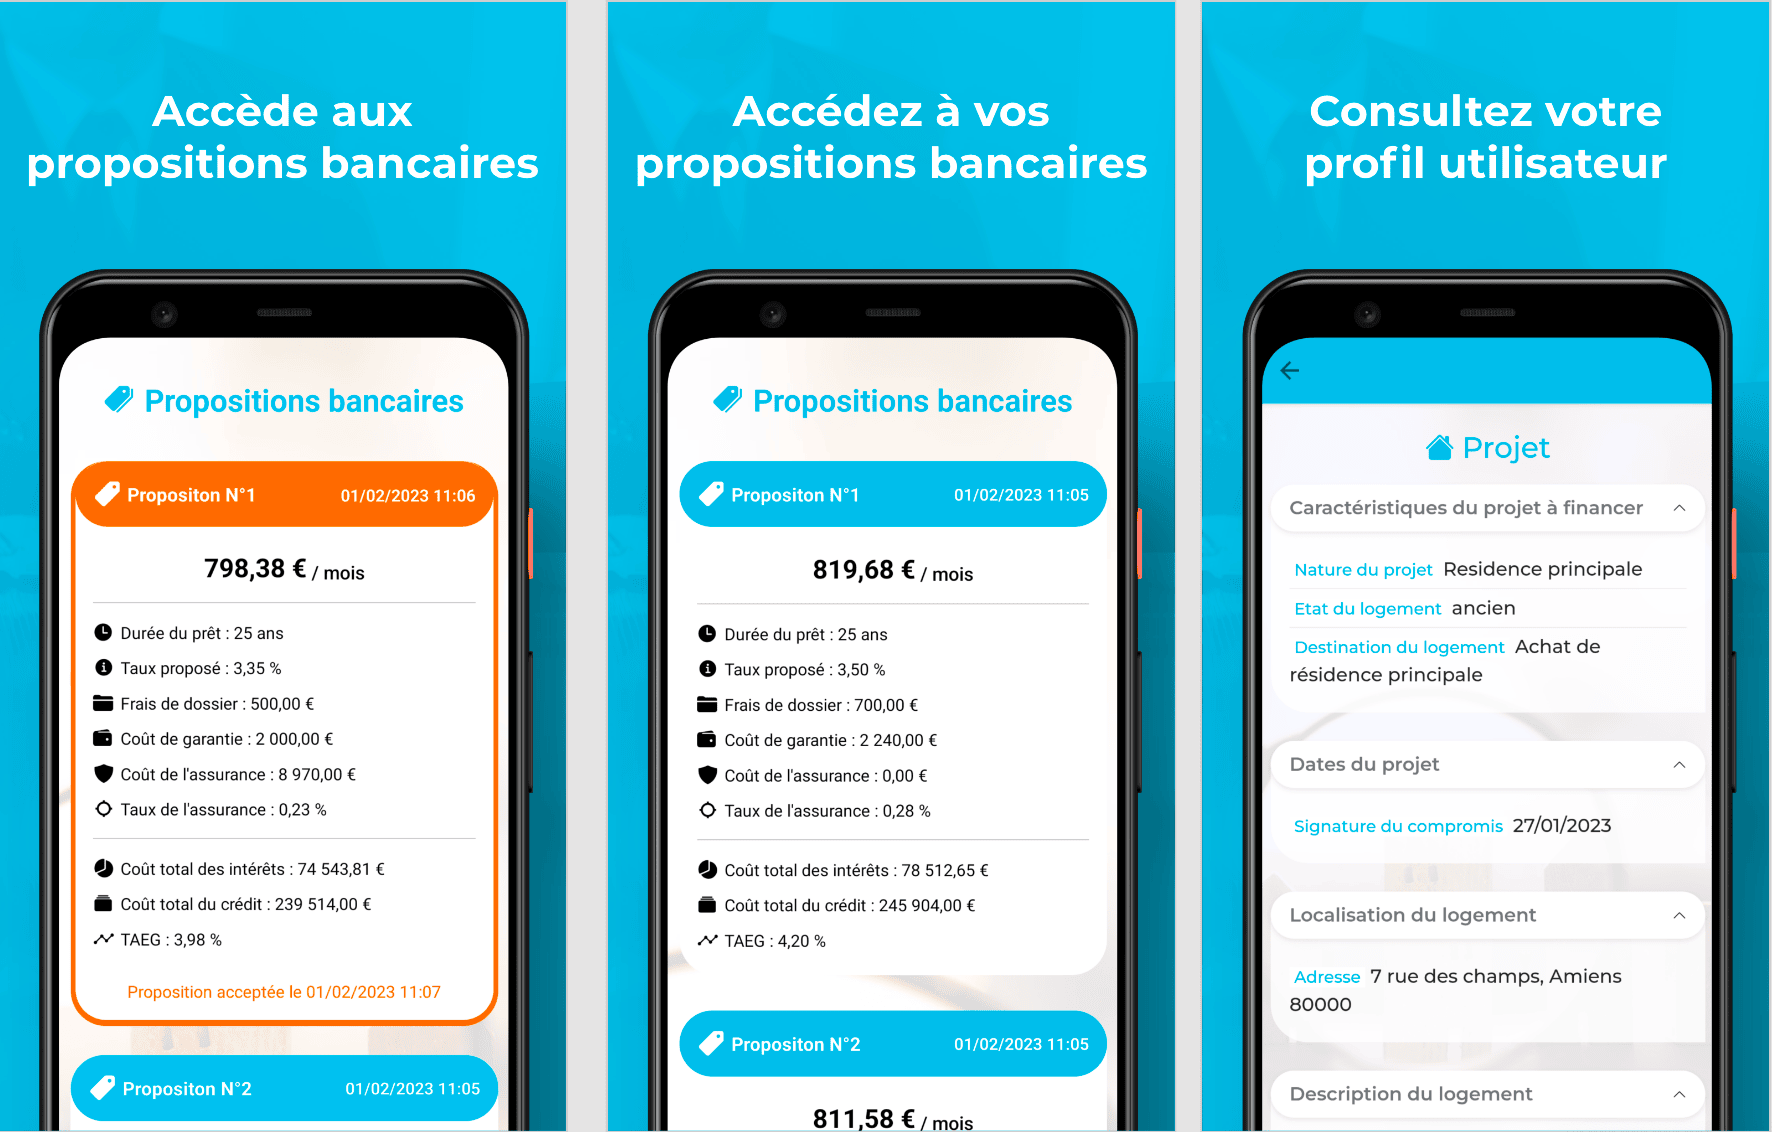 Accède aux
propositions bancaires
Propositions bancaires
Propositon N°1 01/02/2023 11:06
798,38 € / mois
Durée du prêt : 25 ans
Taux proposé : 3,35 %
Frais de dossier : 500,00 €
Coût de garantie : 2 000,00 €
Coût de l'assurance : 8 970,00 €
Taux de l'assurance : 0,23 %
Coût total des intérêts : 74 543,81 €
Coût total du crédit : 239 514,00 €
TAEG : 3,98 %
Proposition acceptée le 01/02/2023 11:07
Propositon N°2 01/02/2023 11:05
Accédez à vos
propositions bancaires
Propositions bancaires
Propositon N°1 01/02/2023 11:05
819,68 € / mois
Durée du prêt : 25 ans
Taux proposé : 3,50 %
Frais de dossier : 700,00 €
Coût de garantie : 2 240,00 €
Coût de l'assurance : 0,00 €
Taux de l'assurance : 0,28 %
Coût total des intérêts : 78 512,65 €
Coût total du crédit : 245 904,00 €
TAEG : 4,20 %
Propositon N°2 01/02/2023 11:05
811,58 € / mois
Consultez votre
profil utilisateur
Projet
Caractéristiques du projet à financer
Nature du projet Residence principale
Etat du logement ancien
Destination du logement Achat de
résidence principale
Dates du projet
Signature du compromis 27/01/2023
Localisation du logement
Adresse 7 rue des champs, Amiens
80000
Description du logement